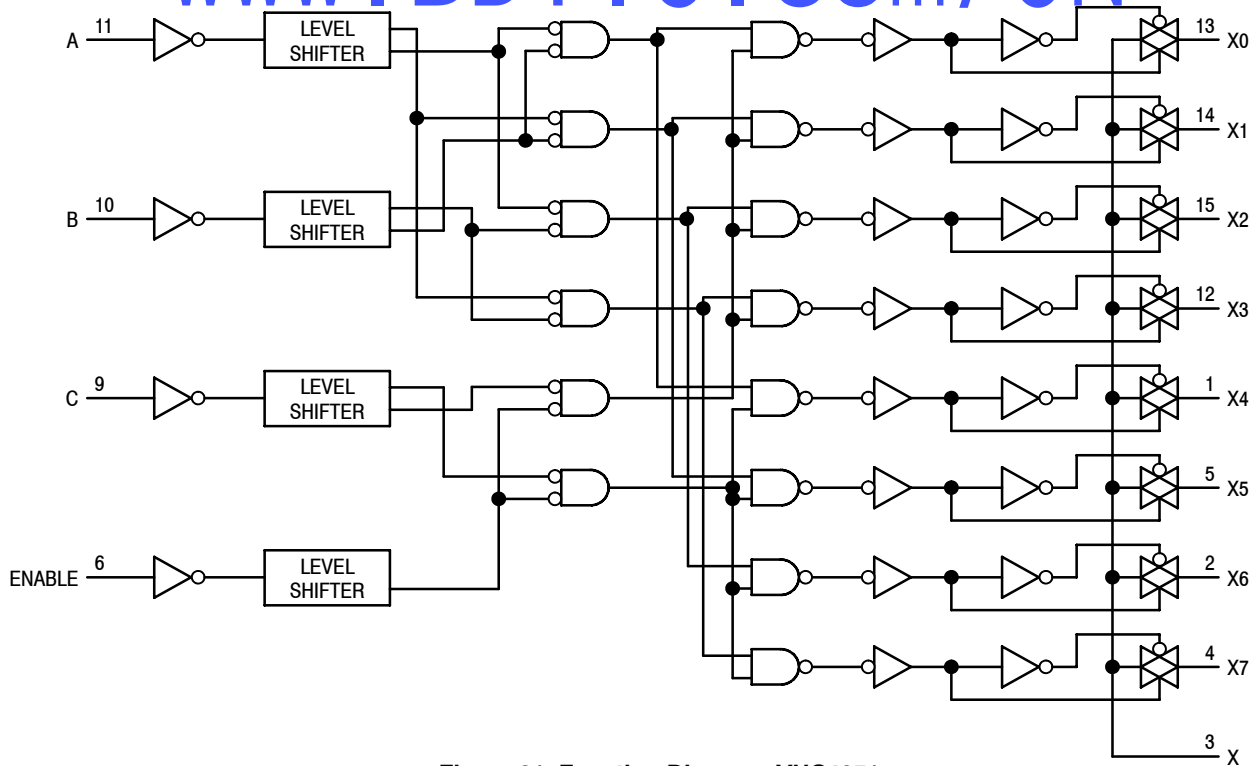 11
A
LEVEL
SHIFTER
13
X0
14
X1
10
B
LEVEL
SHIFTER
15
X2
12
X3
9
C
LEVEL
SHIFTER
1
X4
5
X5
6
ENABLE
LEVEL
SHIFTER
2
X6
4
X7
3
X